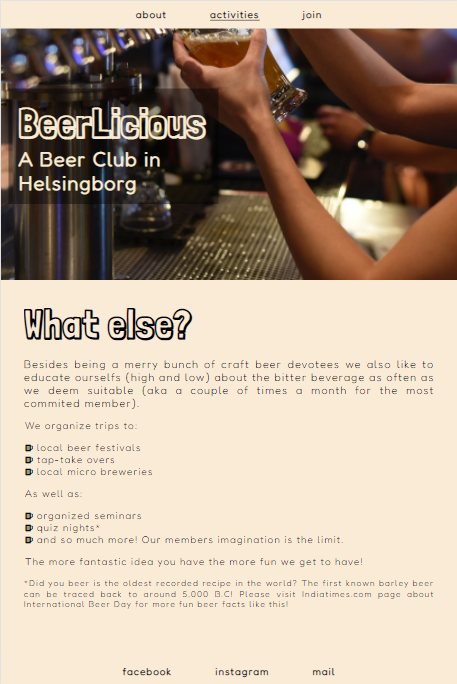 about activities join
BeerLicious
A Beer Club in
Helsingborg
What else?
Besides being a merry bunch of craft beer devotees we also like to
educate ourselfs (high and low) about the bitter beverage as often as
we deem suitable (aka a couple of times a month for the most
commited member).
We organize trips to:
local beer festivals
tap-take overs
local micro breweries
As well as:
organized seminars
quiz nights*
and so much more! Our members imagination is the limit.
The more fantastic idea you have the more fun we get to have!
*Did you beer is the oldest recorded recipe in the world? The first known barley beer
can be traced back to around 5,000 B.C! Please visit Indiatimes.com page about
International Beer Day for more fun beer facts like this!
facebook instagram mail